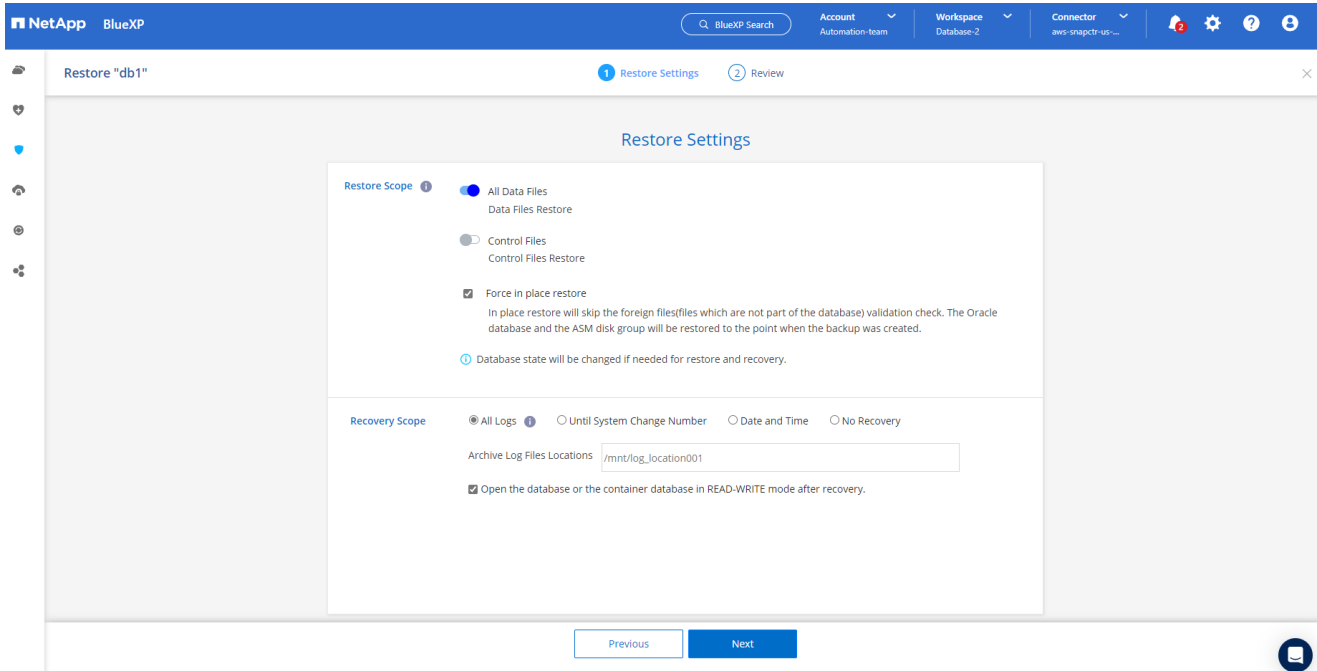 NetApp BlueXP
BlueXP Search
Account
Automation-team
Workspace
Database-2
Connector
aws-snapctr-us-...
2
Restore "db1"
1 Restore Settings
2 Review
Restore Settings
Restore Scope
All Data Files
Data Files Restore
Control Files
Control Files Restore
Force in place restore
In place restore will skip the foreign files(files which are not part of the database) validation check. The Oracle
database and the ASM disk group will be restored to the point when the backup was created.
Database state will be changed if needed for restore and recovery.
Recovery Scope
All Logs
Until System Change Number
Date and Time
No Recovery
Archive Log Files Locations
/mnt/log_location001
Open the database or the container database in READ-WRITE mode after recovery.
Previous
Next